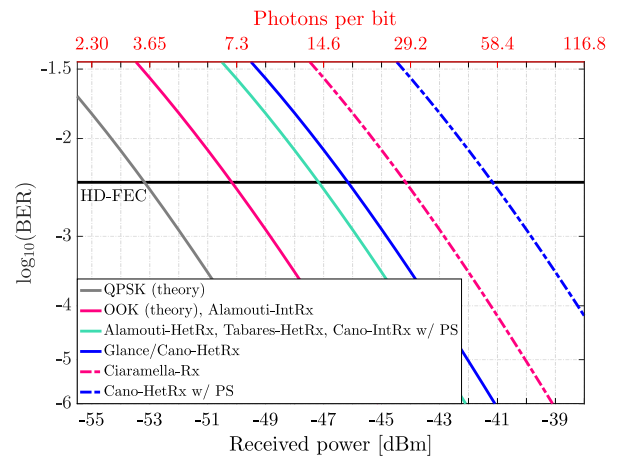 Photons per bit
2.30 3.65 7.3 14.6 29.2 58.4 116.8
-1.5
-2
-3
-4
-5
-6
log10(BER)
HD-FEC
QPSK (theory)
OOK (theory), Alamouti-IntRx
Alamouti-HetRx, Tabares-HetRx, Cano-IntRx w/ PS
Glance/Cano-HetRx
Ciaramella-Rx
Cano-HetRx w/ PS
-55 -53 -51 -49 -47 -45 -43 -41 -39
Received power [dBm]